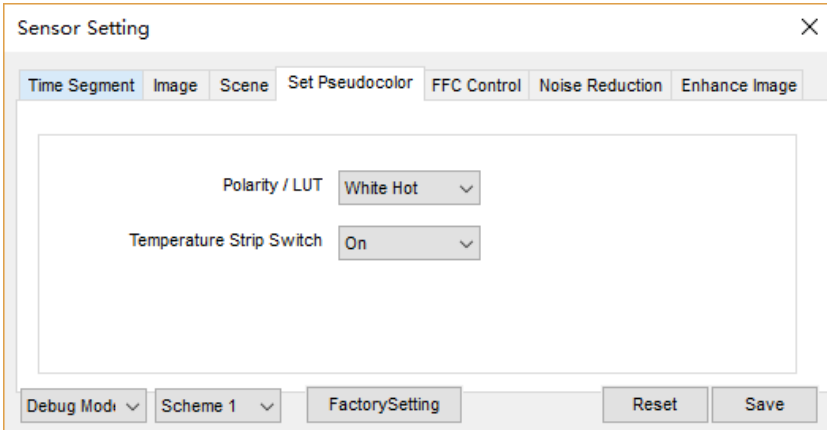 Sensor Setting
Time Segment Image Scene Set Pseudocolor FFC Control Noise Reduction Enhance Image
Polarity / LUT White Hot
Temperature Strip Switch On
Debug Mod Scheme 1 FactorySetting Reset Save